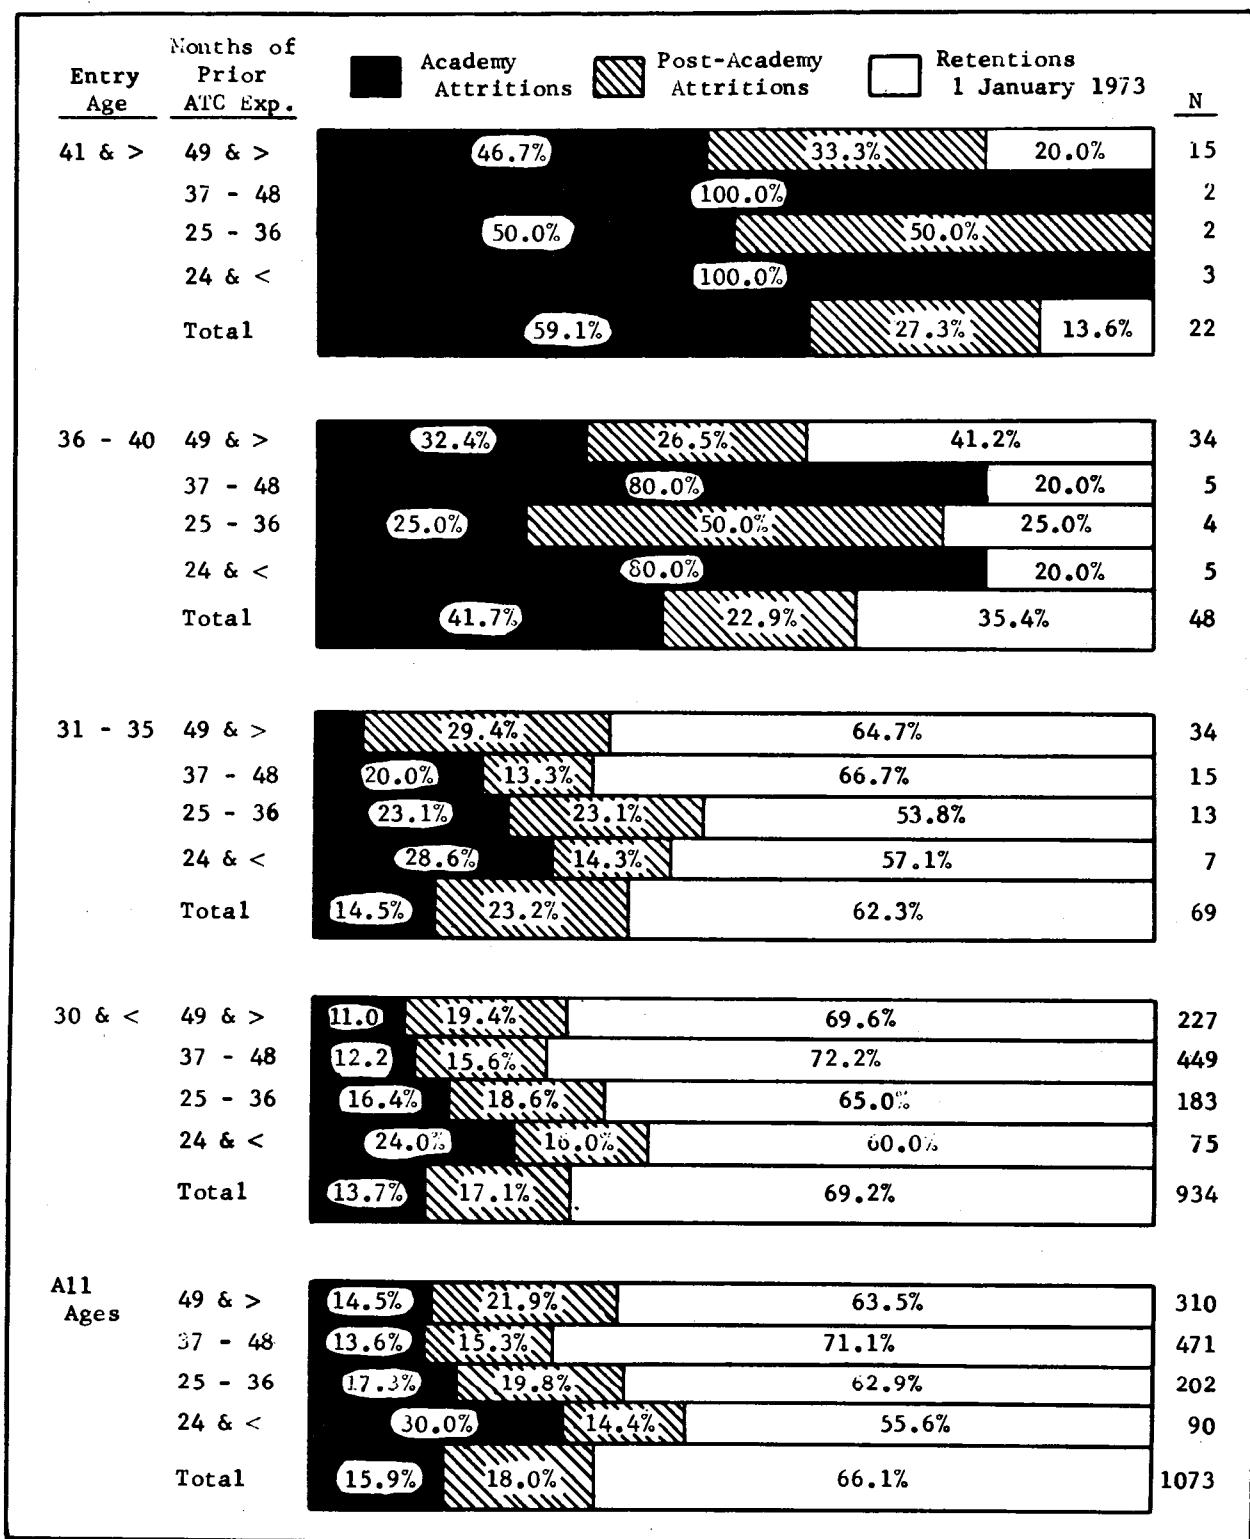 Months of
Entry Prior Academy Post-Academy Retentions
Age ATC Exp. Attritions Attritions 1 January 1973 N
41 & > 49 & > 46.7% 33.3% 20.0% 15
37 - 48 100.0% 2
25 - 36 50.0% 50.0% 2
24 & < 100.0% 3
Total 59.1% 27.3% 13.6% 22
36 - 40 49 & > 32.4% 26.5% 41.2% 34
37 - 48 80.0% 20.0% 5
25 - 36 25.0% 50.0% 25.0% 4
24 & < 80.0% 20.0% 5
Total 41.7% 22.9% 35.4% 48
31 - 35 49 & > 29.4% 64.7% 34
37 - 48 20.0% 13.3% 66.7% 15
25 - 36 23.1% 23.1% 53.8% 13
24 & < 28.6% 14.3% 57.1% 7
Total 14.5% 23.2% 62.3% 69
30 & < 49 & > 11.0 19.4% 69.6% 227
37 - 48 12.2 15.6% 72.2% 449
25 - 36 16.4% 18.6% 65.0% 183
24 & < 24.0% 16.0% 60.0% 75
Total 13.7% 17.1% 69.2% 934
All
Ages 49 & > 14.5% 21.9% 63.5% 310
37 - 48 13.6% 15.3% 71.1% 471
25 - 36 17.3% 19.8% 62.9% 202
24 & < 30.0% 14.4% 55.6% 90
Total 15.9% 18.0% 66.1% 1073